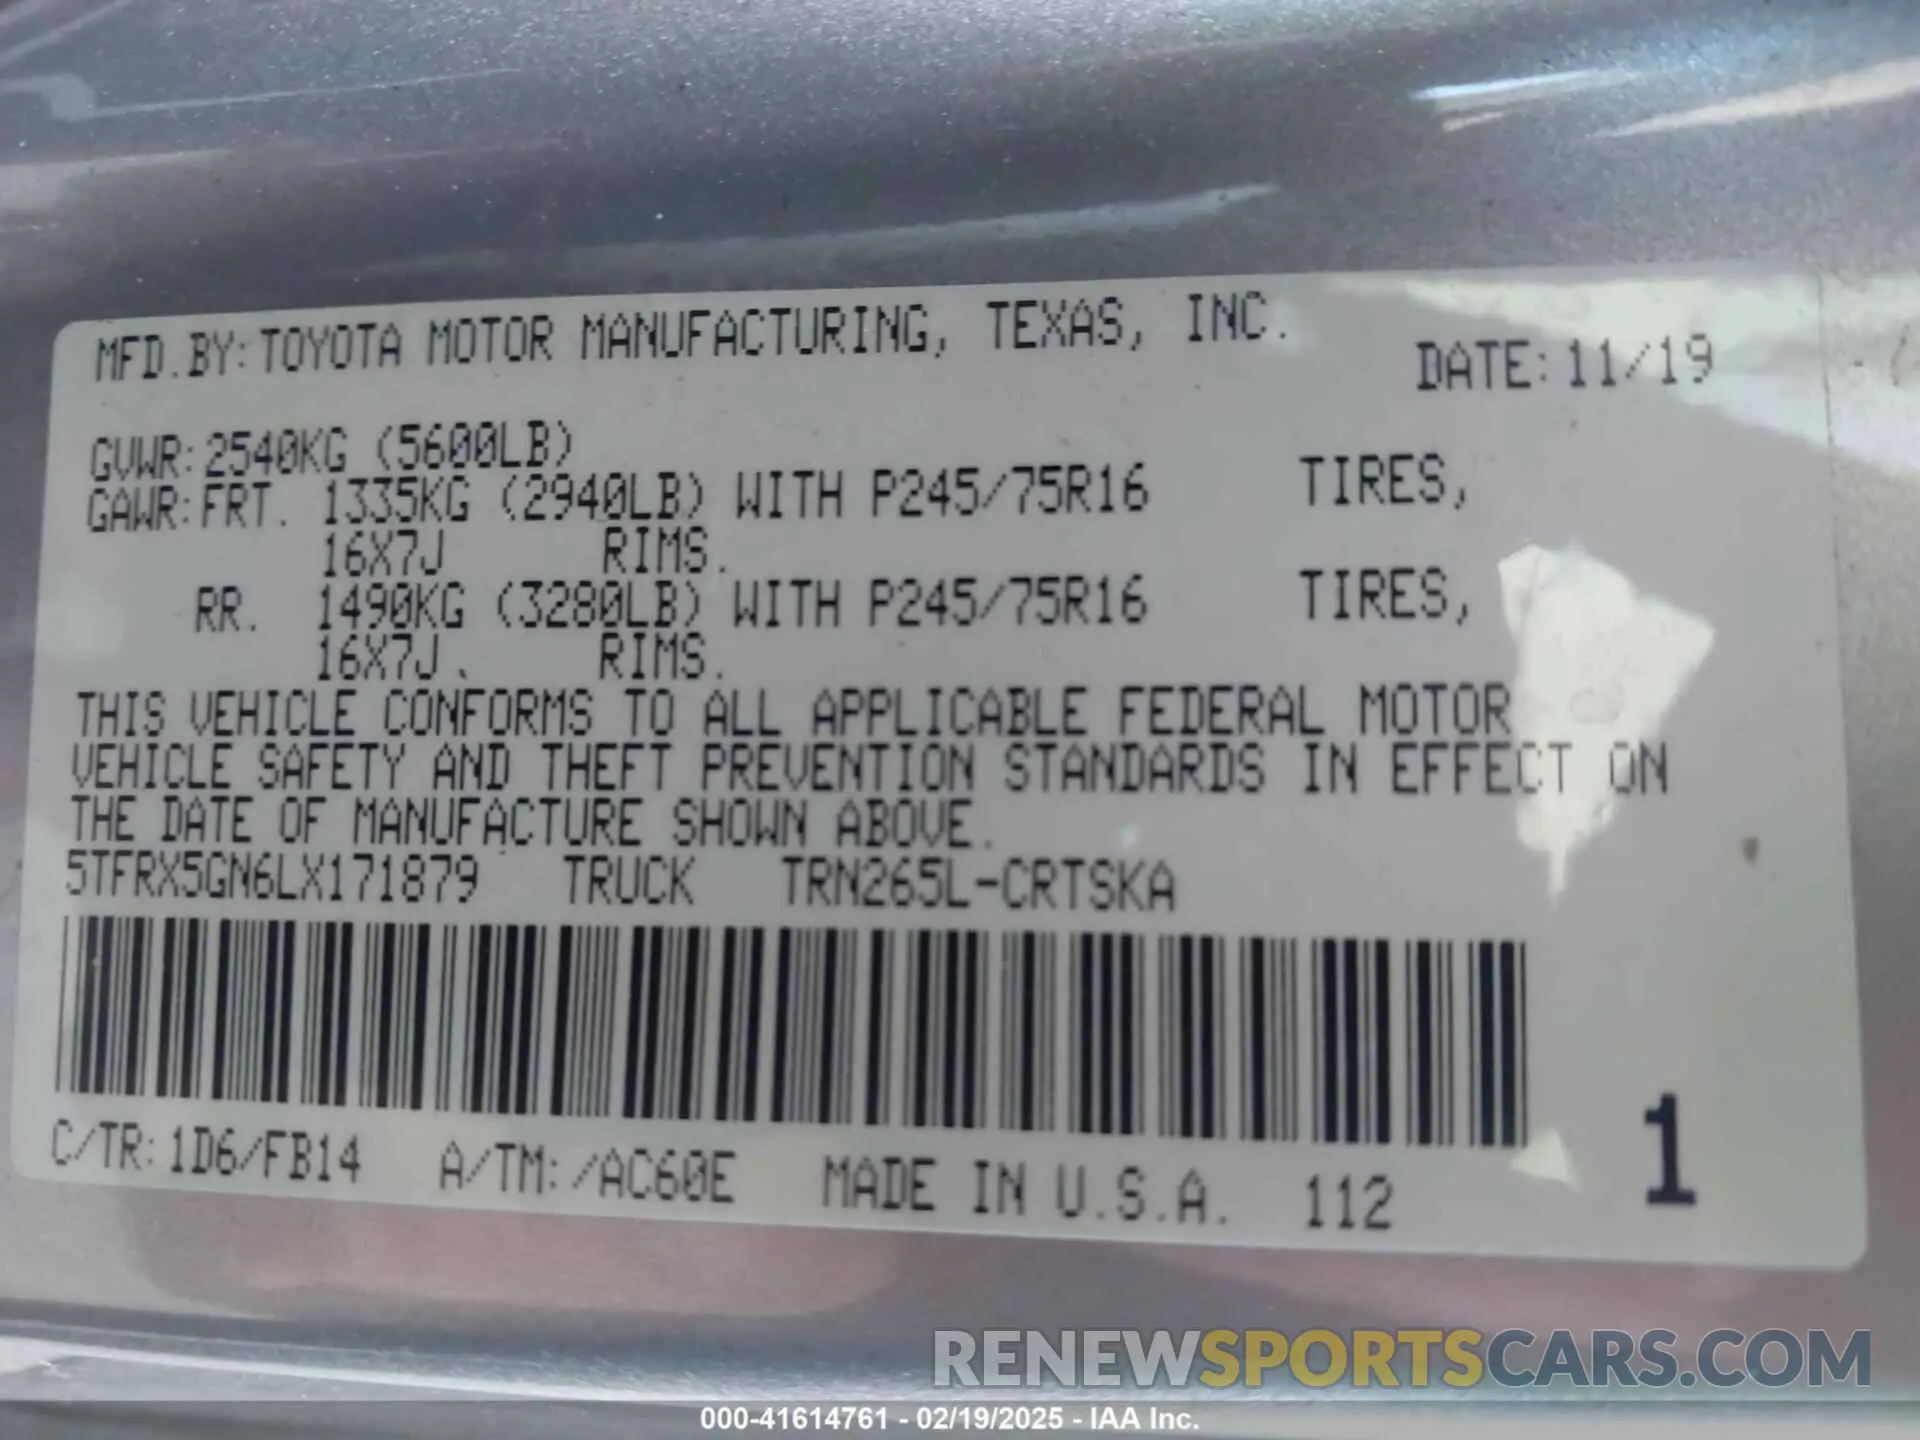 MFD.BY:TOYOTA MOTOR MANUFACTURING, TEXAS, INC.
DATE:11/19
GVWR:2540KG (5600LB)
GAWR:FRT. 1335KG (2940LB) WITH P245/75R16 TIRES,
16X7J RIMS.
RR. 1490KG (3280LB) WITH P245/75R16 TIRES,
16X7J. RIMS.
THIS VEHICLE CONFORMS TO ALL APPLICABLE FEDERAL MOTOR
VEHICLE SAFETY AND THEFT PREVENTION STANDARDS IN EFFECT ON
THE DATE OF MANUFACTURE SHOWN ABOVE.
5TFRX5GN6LX171879 TRUCK TRN265L-CRTSKA
C/TR:1D6/FB14 A/TM:/AC60E MADE IN U.S.A. 112
1
RENEWSPORTSCARS.COM
000-41614761 - 02/19/2025 - IAA Inc.